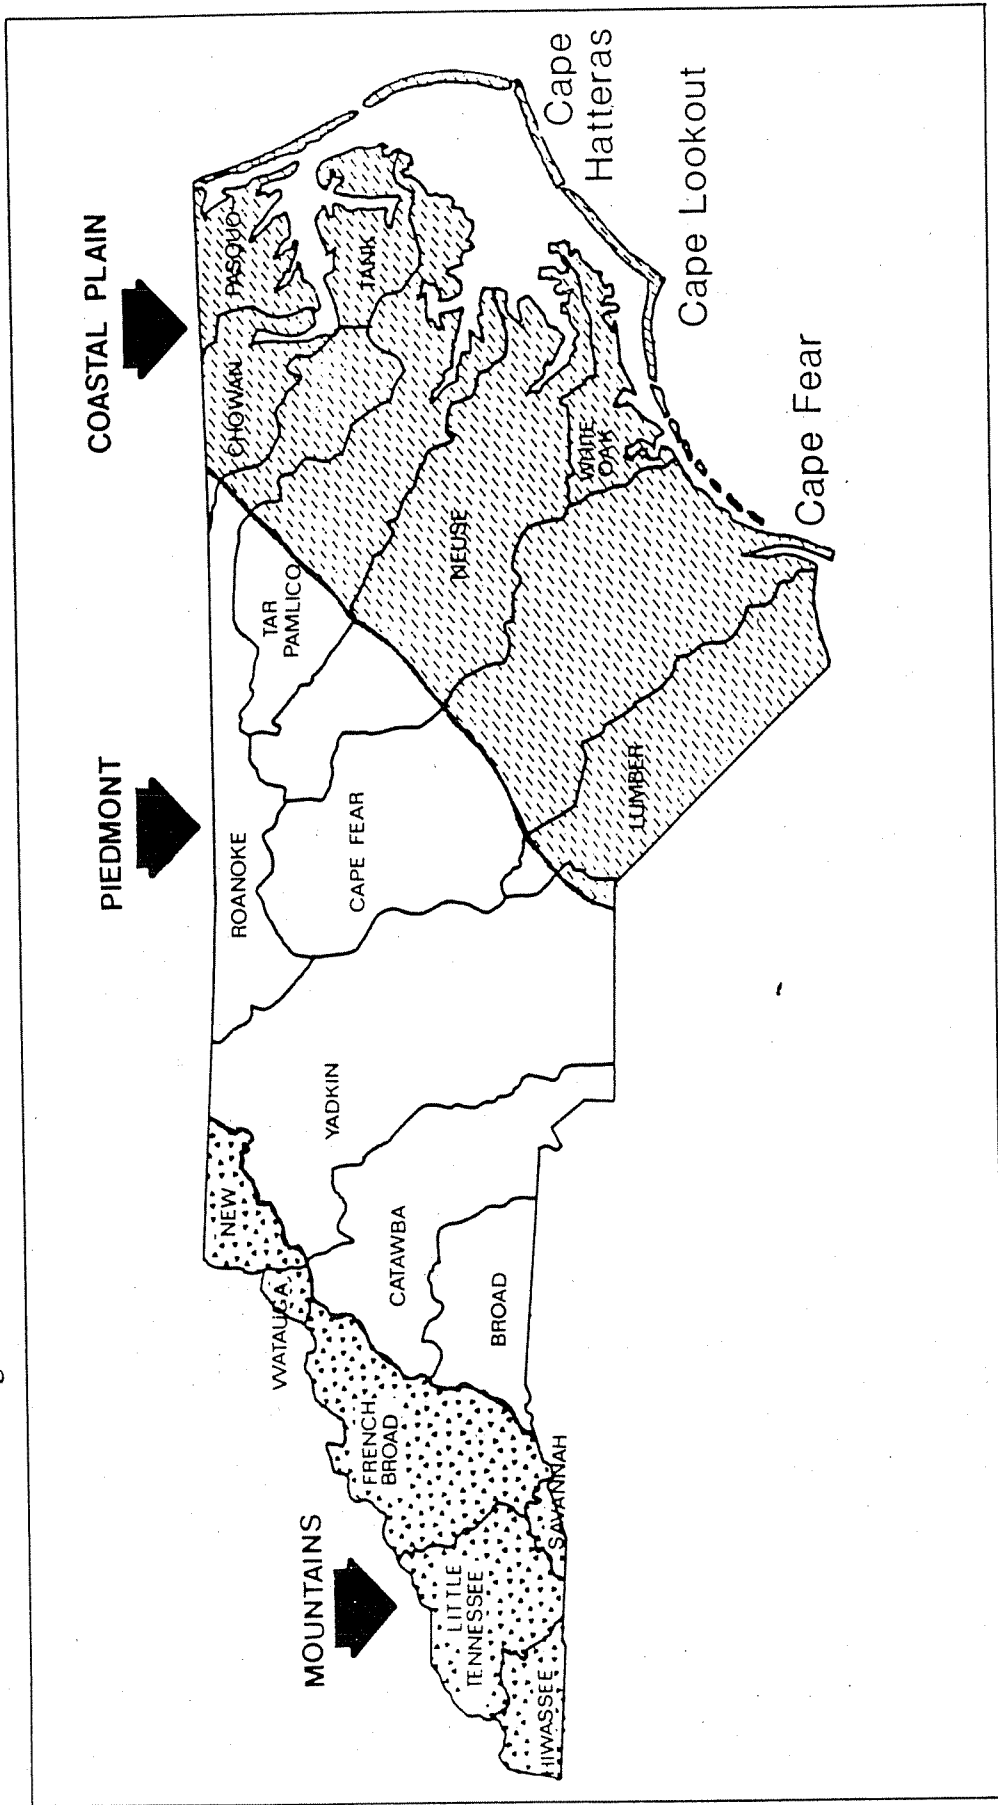 MOUNTAINS
PIEDMONT
COASTAL PLAIN
HIWASSEE
LITTLE
TENNESSEE
SAVANNAH
FRENCH
BROAD
WATAUGA
NEW
BROAD
CATAWBA
YADKIN
ROANOKE
CAPE FEAR
TAR
PAMLICO
LUMBER
NEUSE
WHITE
OAK
CHOWAN
PASQUO
TANK
Cape
Hatteras
Cape Lookout
Cape Fear